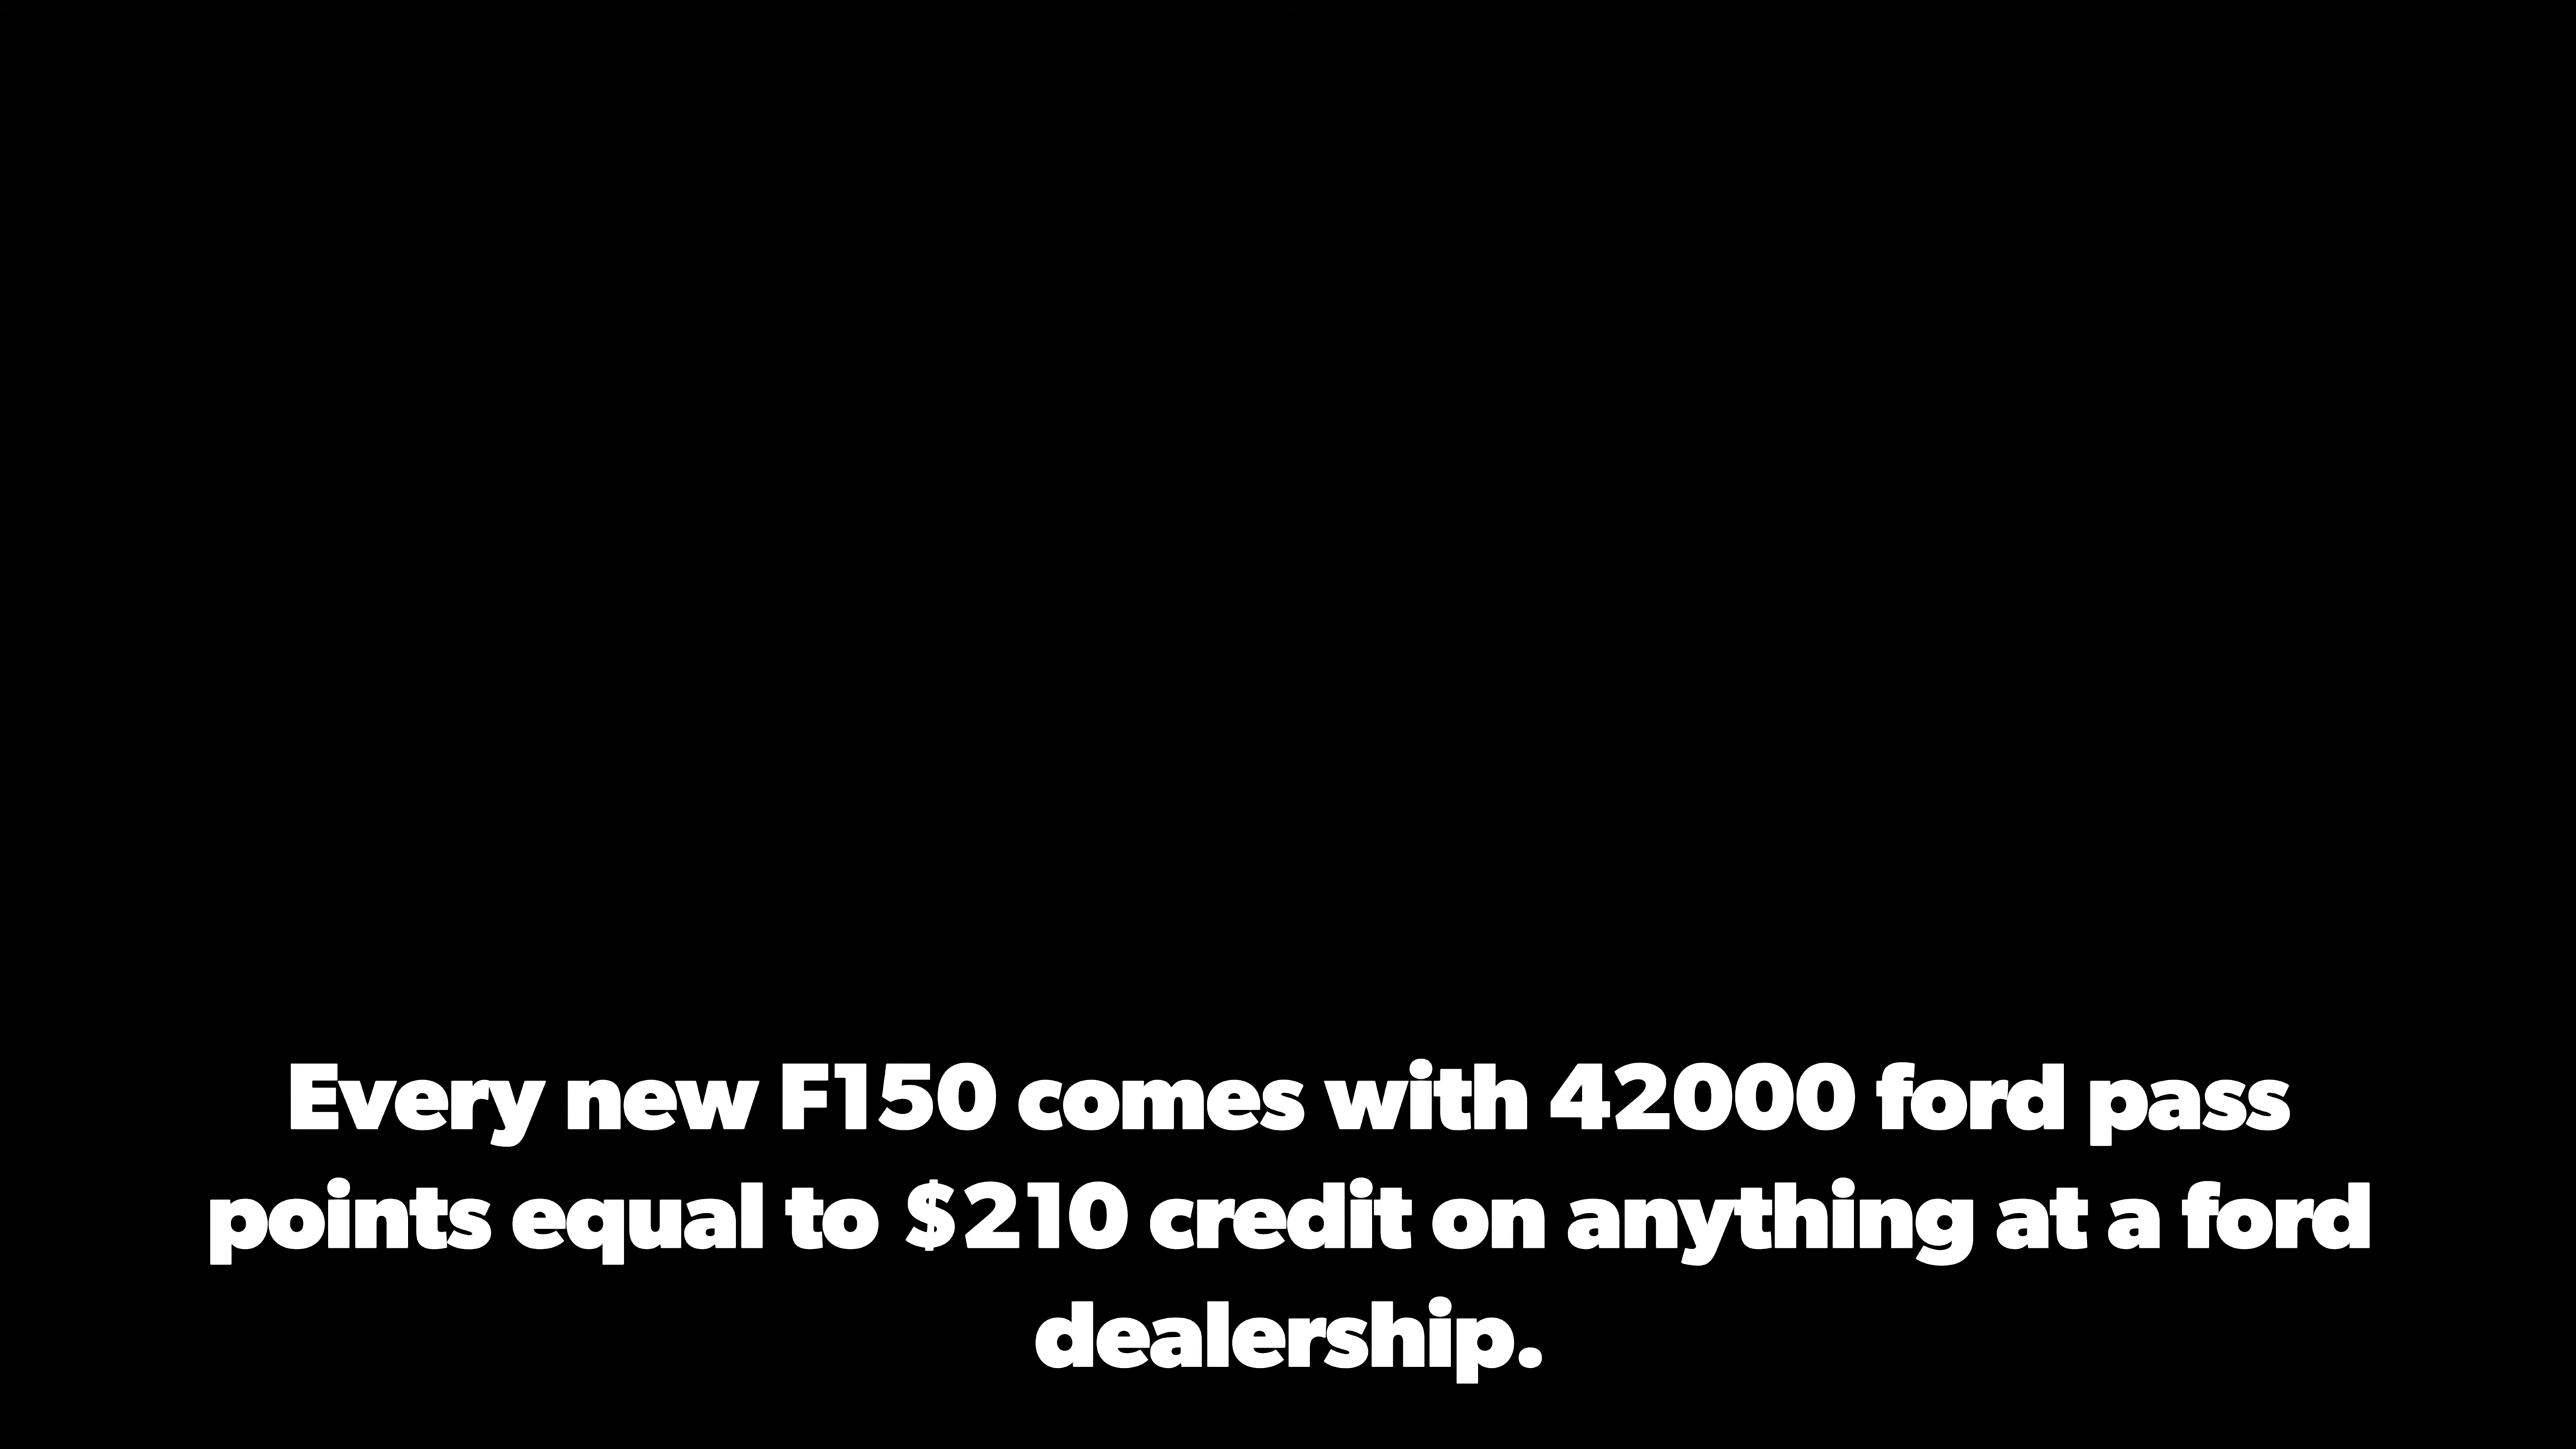 Every new F150 comes with 42000 ford pass
points equal to $210 credit on anything at a ford
dealership.